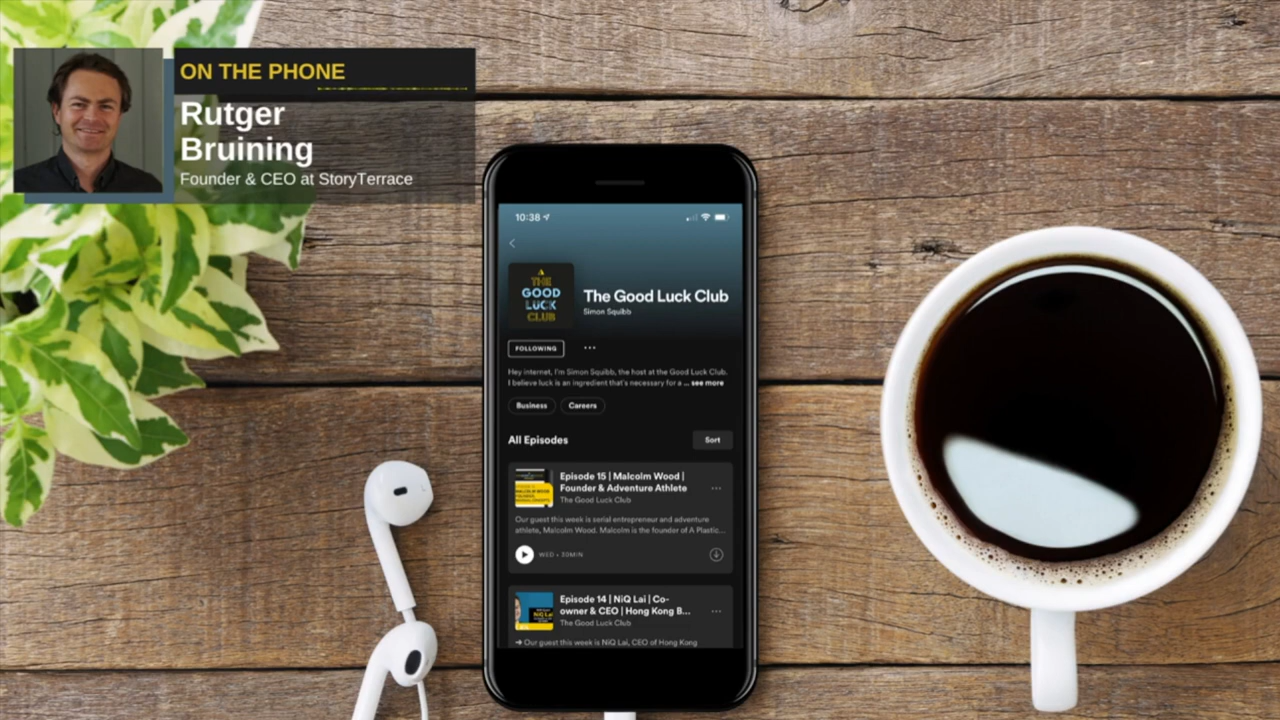 ON THE PHONE
Rutger
Bruining
Founder & CEO at StoryTerrace
10:38
THE
GOOD
LUCK
CLUB
The Good Luck Club
Simon Squibb
FOLLOWING
Hey internet, I'm Simon Squibb, the host at the Good Luck Club.
I believe luck is an ingredient that's necessary for a ... see more
Business
Careers
All Episodes
Sort
Episode 15 | Malcolm Wood |
Founder & Adventure Athlete
The Good Luck Club
Our guest this week is serial entrepreneur and adventure
athlete, Malcolm Wood. Malcolm is the founder of A Plastic...
WED • 30MIN
Episode 14 | NiQ Lai | Co-
owner & CEO | Hong Kong B...
The Good Luck Club
➔ Our guest this week is NiQ Lai, CEO of Hong Kong